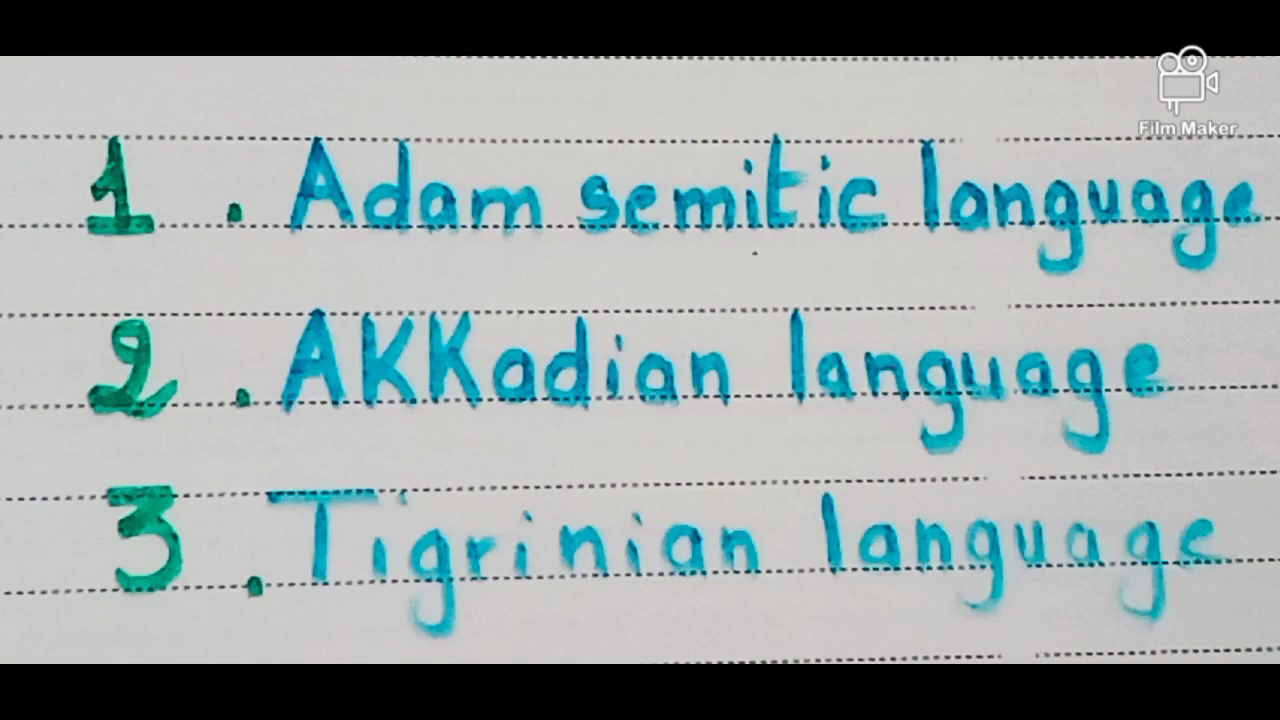 Film Maker
1. Adam semitic language
2. AKKadian language
3. Tigrinian language